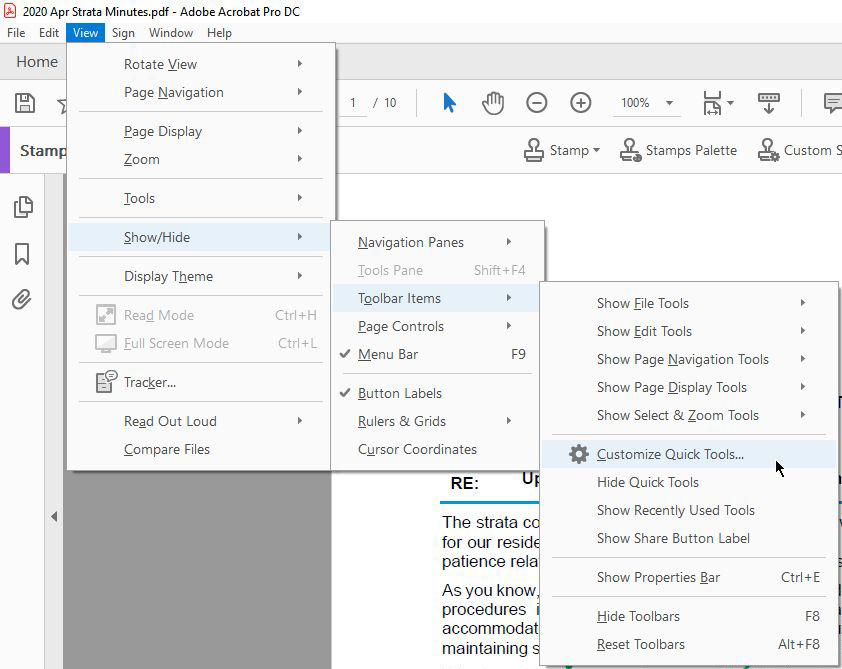 2020 Apr Strata Minutes.pdf - Adobe Acrobat Pro DC
File Edit View Sign Window Help
Home
1 / 10 100%
Stamp Stamps Palette Custom S
Stamp
Rotate View
Page Navigation
Page Display
Zoom
Tools
Show/Hide
Display Theme
Read Mode Ctrl+H
Full Screen Mode Ctrl+L
Tracker...
Read Out Loud
Compare Files
Navigation Panes
Tools Pane Shift+F4
Toolbar Items
Page Controls
Menu Bar F9
Button Labels
Rulers & Grids
Cursor Coordinates
Show File Tools
Show Edit Tools
Show Page Navigation Tools
Show Page Display Tools
Show Select & Zoom Tools
Customize Quick Tools...
Hide Quick Tools
Show Recently Used Tools
Show Share Button Label
Show Properties Bar Ctrl+E
Hide Toolbars F8
Reset Toolbars Alt+F8
RE: Up
The strata co
for our reside
patience rela
As you know,
procedures i
accommodat
maintaining s